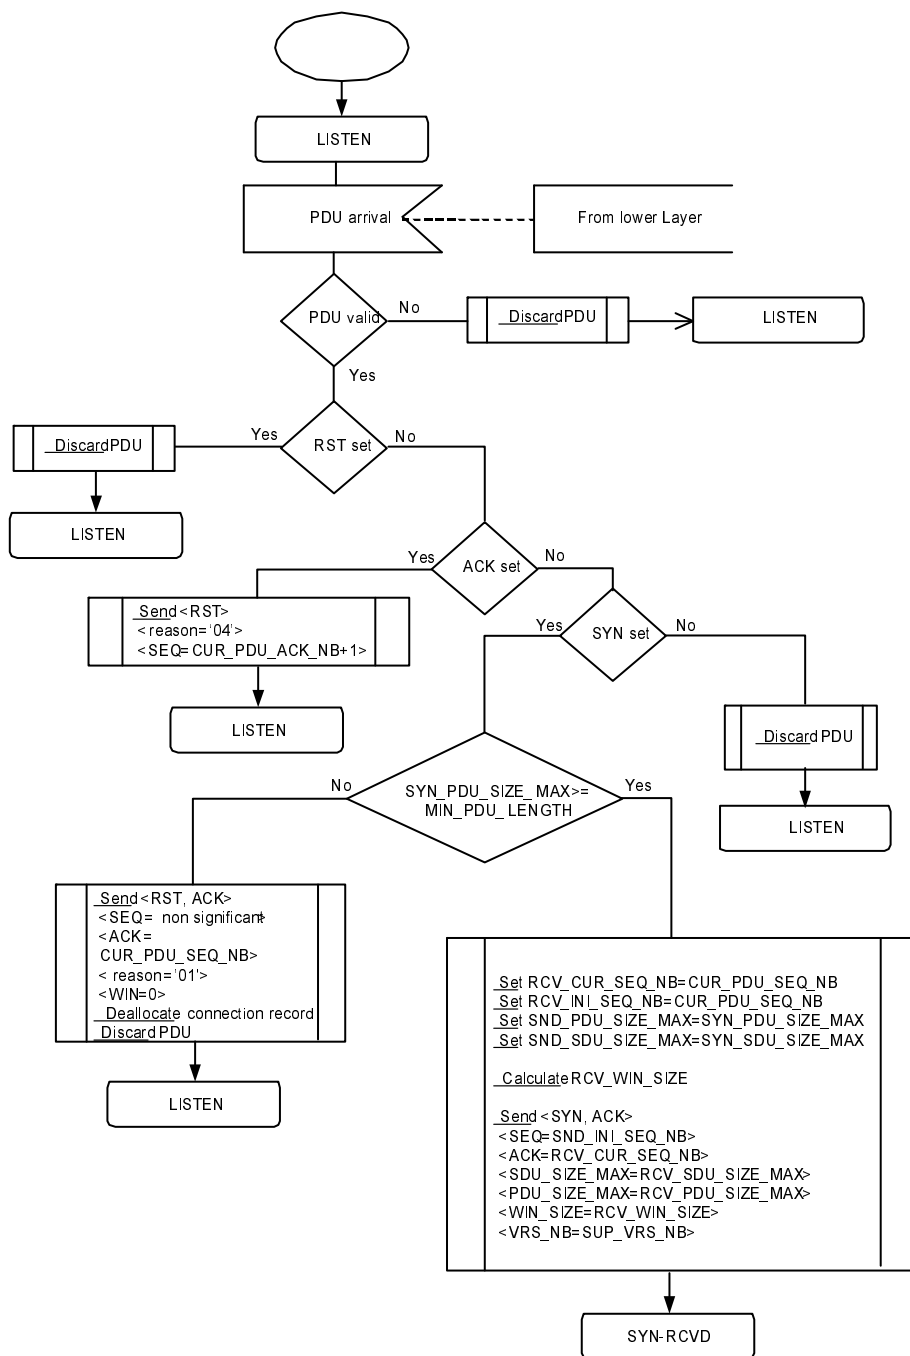 LISTEN
PDU arrival
From lower Layer
PDU valid
No
Discard PDU
LISTEN
Yes
Yes
RST set
No
Discard PDU
LISTEN
Yes
ACK set
No
Send <RST>
<reason='04'>
<SEQ=CUR_PDU_ACK_NB+1>
LISTEN
Yes
SYN set
No
Discard PDU
LISTEN
No
SYN_PDU_SIZE_MAX>=
MIN_PDU_LENGTH
Yes
Send <RST, ACK>
<SEQ= non significant>
<ACK=
CUR_PDU_SEQ_NB>
< reason='01'>
<WIN=0>
Deallocate connection record
Discard PDU
LISTEN
Set RCV_CUR_SEQ_NB=CUR_PDU_SEQ_NB
Set RCV_INI_SEQ_NB=CUR_PDU_SEQ_NB
Set SND_PDU_SIZE_MAX=SYN_PDU_SIZE_MAX
Set SND_SDU_SIZE_MAX=SYN_SDU_SIZE_MAX
Calculate RCV_WIN_SIZE
Send <SYN, ACK>
<SEQ=SND_INI_SEQ_NB>
<ACK=RCV_CUR_SEQ_NB>
<SDU_SIZE_MAX=RCV_SDU_SIZE_MAX>
<PDU_SIZE_MAX=RCV_PDU_SIZE_MAX>
<WIN_SIZE=RCV_WIN_SIZE>
<VRS_NB=SUP_VRS_NB>
SYN-RCVD